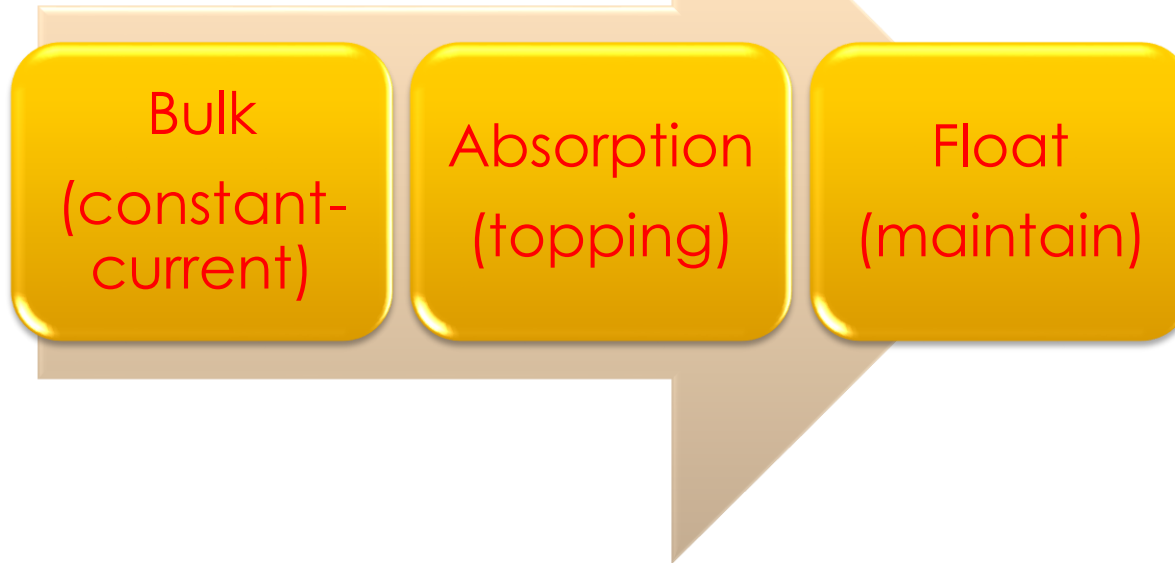 Bulk
(constant-
current)
Absorption
(topping)
Float
(maintain)